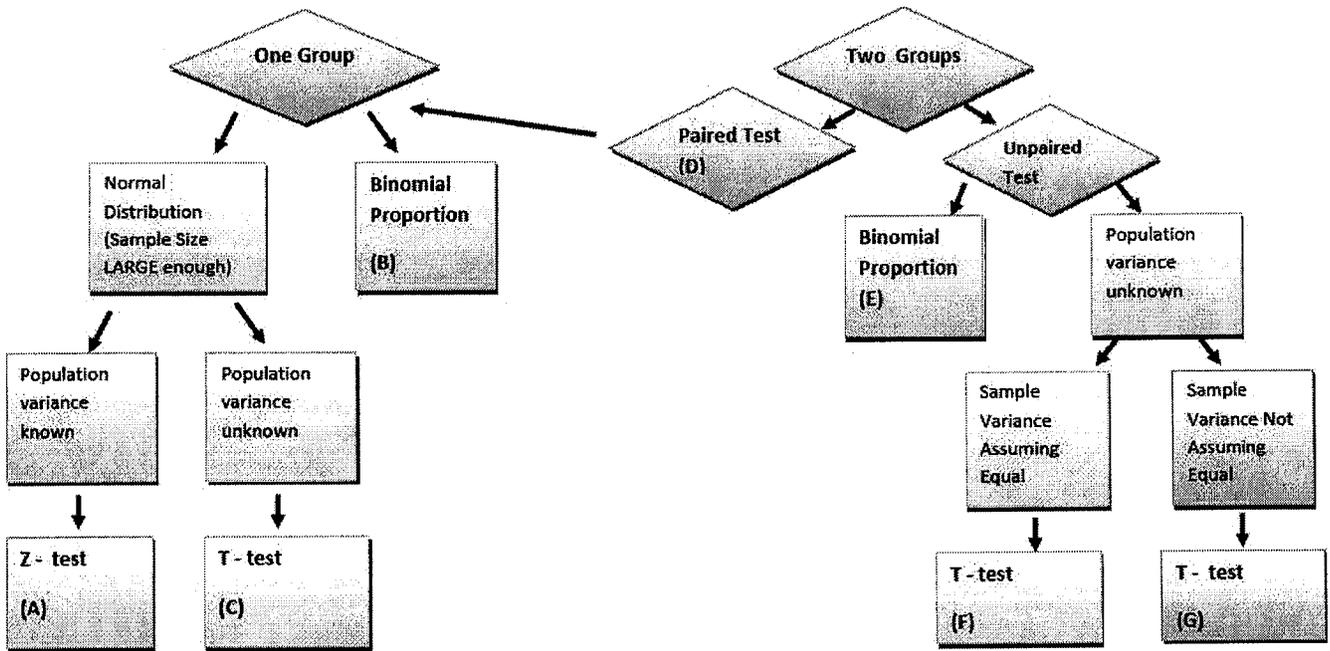 One Group
Normal
Distribution
(Sample Size
LARGE enough)
Binomial
Proportion
(B)
Population
variance
known
Population
variance
unknown
Z - test
(A)
T - test
(C)
Two Groups
Paired Test
(D)
Unpaired
Test
Binomial
Proportion
(E)
Population
variance
unknown
Sample
Variance
Assuming
Equal
Sample
Variance Not
Assuming
Equal
T - test
(F)
T - test
(G)